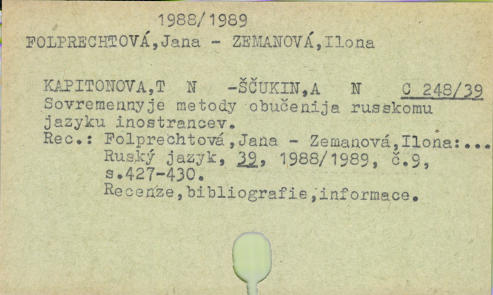 1988/1989
FOLPRECHTOVÁ,Jana - ZEMANOVÁ,Ilona
KAPITONOVA,T N -ŠČUKIN,A N C 248/39
Sovremennyje metody obučenija russkomu
jazyku inostrancev.
Rec.: Folprechtová,Jana - Zemanová,Ilona:...
Ruský jazyk, 39, 1988/1989, č.9,
s.427-430.
Recenze,bibliografie,informace.